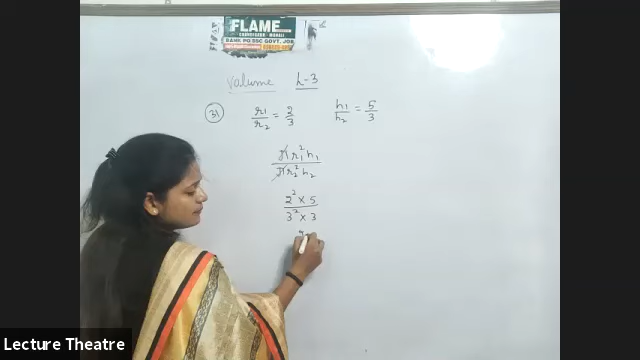 FLAME
BANK PO SSC GOVT. JOB
Volume L-3
31 r₁/r₂ = 2/3 h₁/h₂ = 5/3
πr₁²h₁/πr₂²h₂
2² × 5/3² × 3
Lecture Theatre